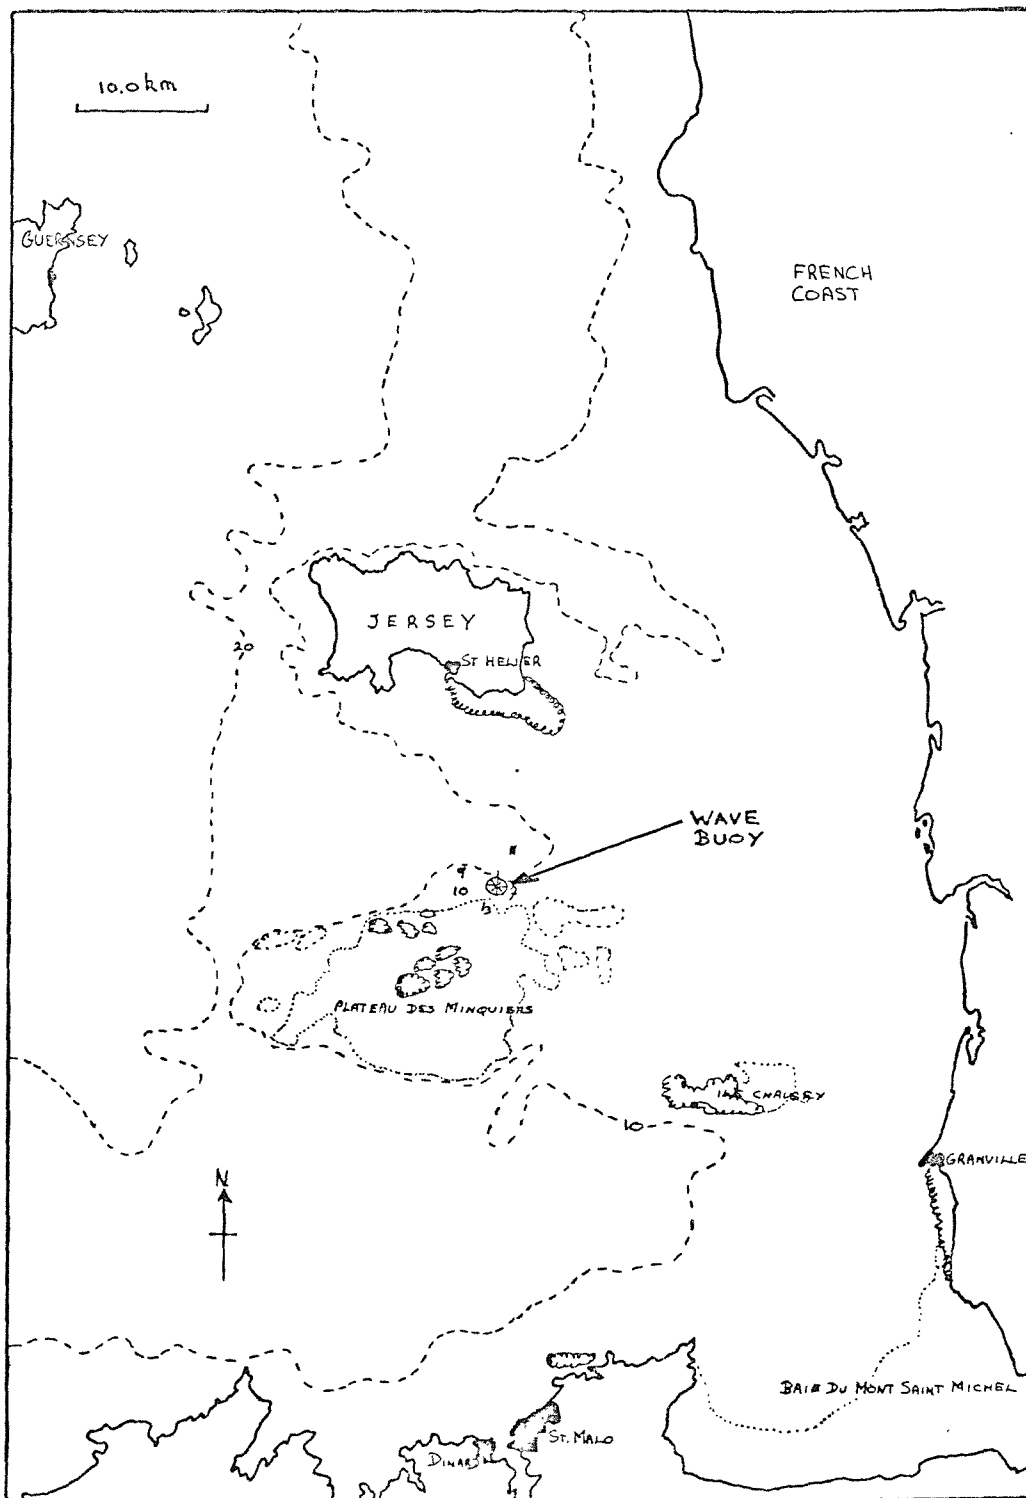 10.0km
GUERNSEY
FRENCH
COAST
JERSEY
ST HELIER
20
WAVE
BUOY
9
10
PLATEAU DES MINQUIERS
ILE CHAUSEY
10
N
GRANVILLE
BAIE DU MONT SAINT MICHEL
ST. MALO
DINARD